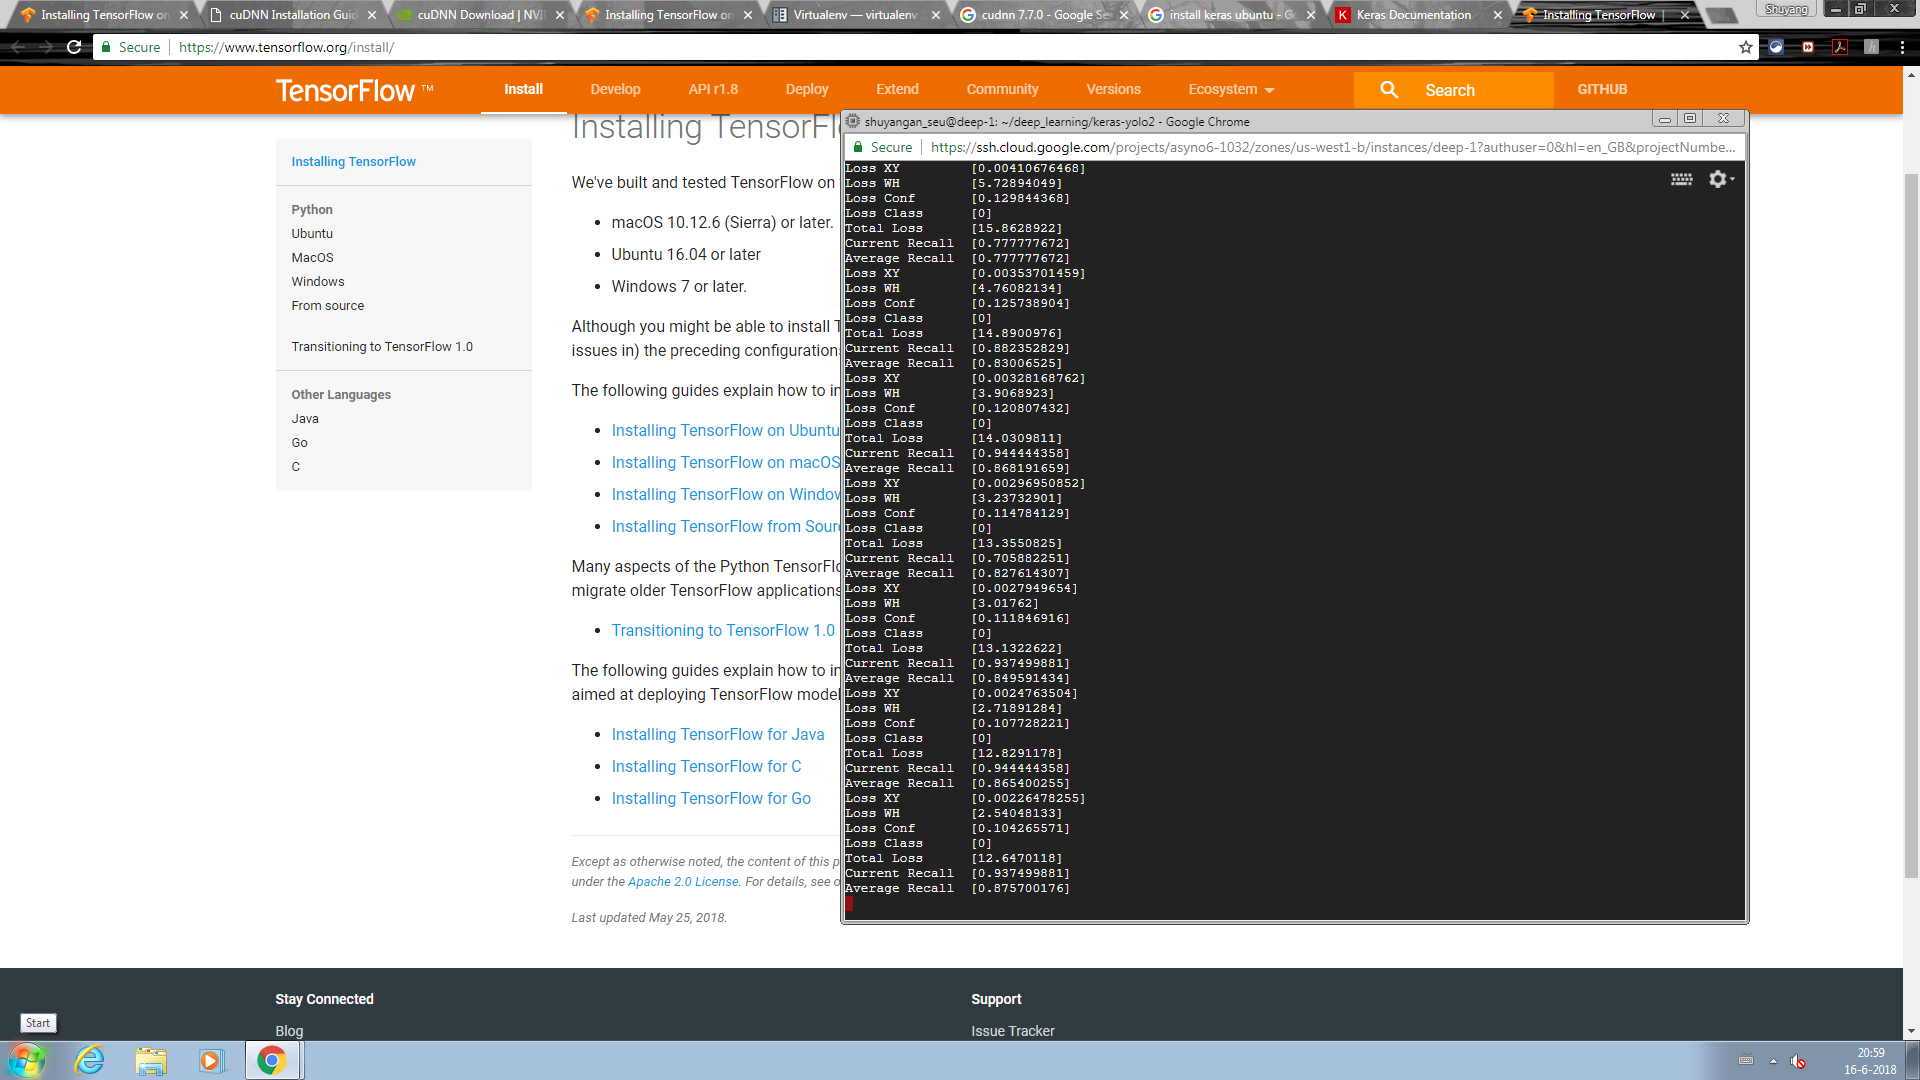 Installing TensorFlow on
cuDNN Installation Guid
cuDNN Download | NVI
Installing TensorFlow on
Virtualenv — virtualenv
cudnn 7.7.0 - Google Se
install keras ubuntu - G
Keras Documentation
Installing TensorFlow |
Shuyang
Secure https://www.tensorflow.org/install/
TensorFlow ™
Install
Develop
API r1.8
Deploy
Extend
Community
Versions
Ecosystem
Search
GITHUB
Installing TensorFlow
Python
Ubuntu
MacOS
Windows
From source
Transitioning to TensorFlow 1.0
Other Languages
Java
Go
C
Installing TensorFl
We've built and tested TensorFlow on
macOS 10.12.6 (Sierra) or later.
Ubuntu 16.04 or later
Windows 7 or later.
Although you might be able to install T
issues in) the preceding configuration
The following guides explain how to in
Installing TensorFlow on Ubuntu
Installing TensorFlow on macOS
Installing TensorFlow on Window
Installing TensorFlow from Sour
Many aspects of the Python TensorFlo
migrate older TensorFlow applications
Transitioning to TensorFlow 1.0
The following guides explain how to in
aimed at deploying TensorFlow model
Installing TensorFlow for Java
Installing TensorFlow for C
Installing TensorFlow for Go
Except as otherwise noted, the content of this p
under the Apache 2.0 License. For details, see o
Last updated May 25, 2018.
shuyangan_seu@deep-1: ~/deep_learning/keras-yolo2 - Google Chrome
Secure https://ssh.cloud.google.com/projects/asyno6-1032/zones/us-west1-b/instances/deep-1?authuser=0&hl=en_GB&projectNumbe...
Loss XY [0.00410676468]
Loss WH [5.72894049]
Loss Conf [0.129844368]
Loss Class [0]
Total Loss [15.8628922]
Current Recall [0.777777672]
Average Recall [0.777777672]
Loss XY [0.00353701459]
Loss WH [4.76082134]
Loss Conf [0.125738904]
Loss Class [0]
Total Loss [14.8900976]
Current Recall [0.882352829]
Average Recall [0.83006525]
Loss XY [0.00328168762]
Loss WH [3.9068923]
Loss Conf [0.120807432]
Loss Class [0]
Total Loss [14.0309811]
Current Recall [0.944444358]
Average Recall [0.868191659]
Loss XY [0.00296950852]
Loss WH [3.23732901]
Loss Conf [0.114784129]
Loss Class [0]
Total Loss [13.3550825]
Current Recall [0.705882251]
Average Recall [0.827614307]
Loss XY [0.0027949654]
Loss WH [3.01762]
Loss Conf [0.111846916]
Loss Class [0]
Total Loss [13.1322622]
Current Recall [0.937499881]
Average Recall [0.849591434]
Loss XY [0.0024763504]
Loss WH [2.71891284]
Loss Conf [0.107728221]
Loss Class [0]
Total Loss [12.8291178]
Current Recall [0.944444358]
Average Recall [0.865400255]
Loss XY [0.00226478255]
Loss WH [2.54048133]
Loss Conf [0.104265571]
Loss Class [0]
Total Loss [12.6470118]
Current Recall [0.937499881]
Average Recall [0.875700176]
Stay Connected
Blog
Support
Issue Tracker
Start
20:59
16-6-2018